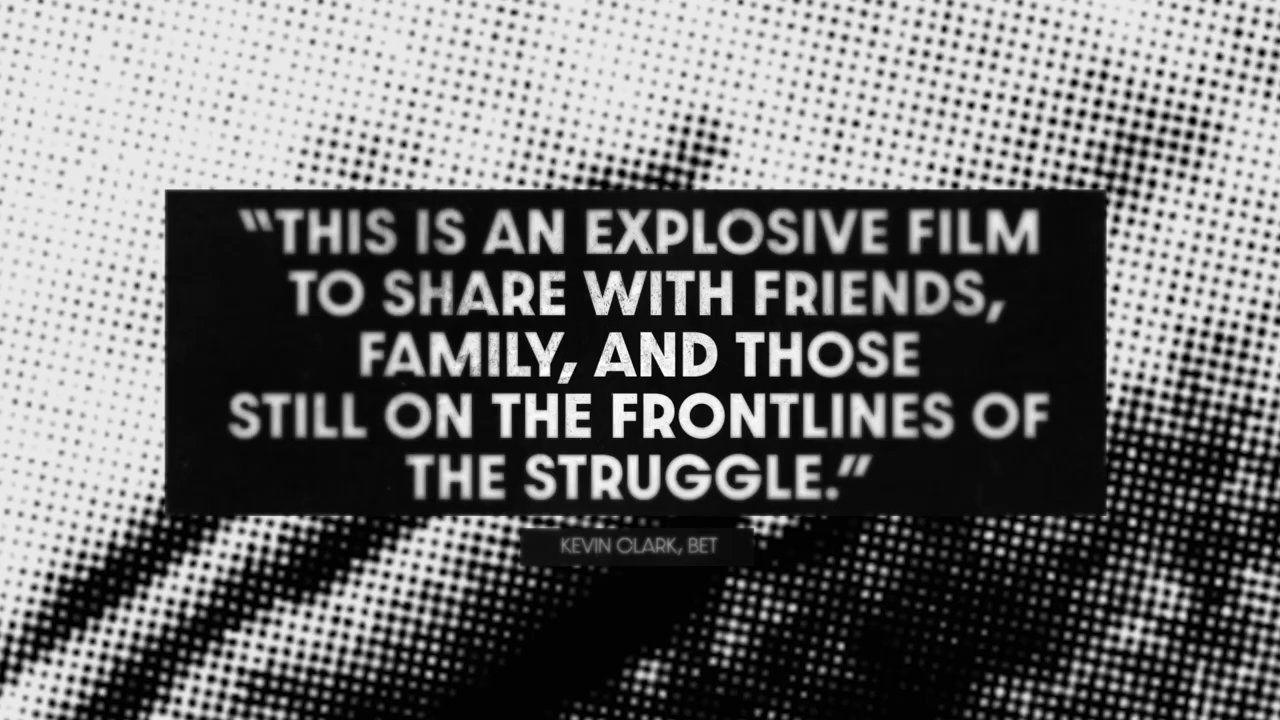 “THIS IS AN EXPLOSIVE FILM
TO SHARE WITH FRIENDS,
FAMILY, AND THOSE
STILL ON THE FRONTLINES OF
THE STRUGGLE.”
KEVIN CLARK, BET